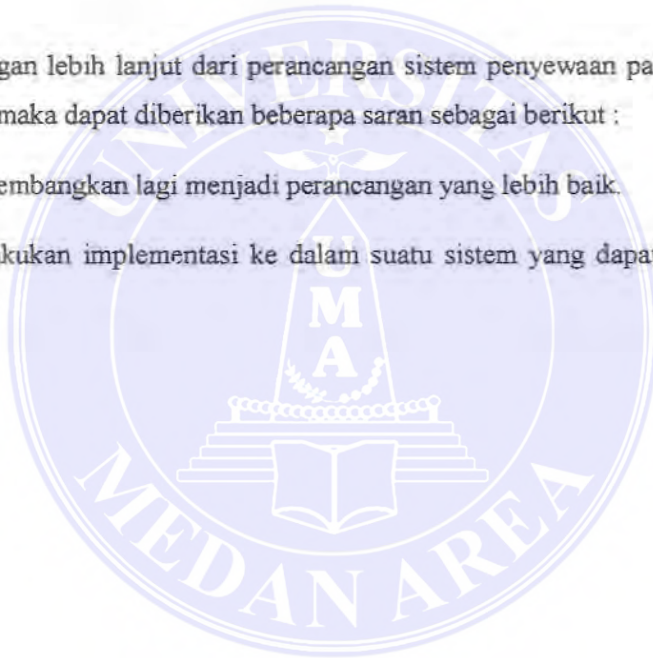 gan lebih lanjut dari perancangan sistem penyewaan pa
maka dapat diberikan beberapa saran sebagai berikut :
embangkan lagi menjadi perancangan yang lebih baik.
kukan implementasi ke dalam suatu sistem yang dapa
UNIVERSITAS
U
M
A
MEDAN AREA